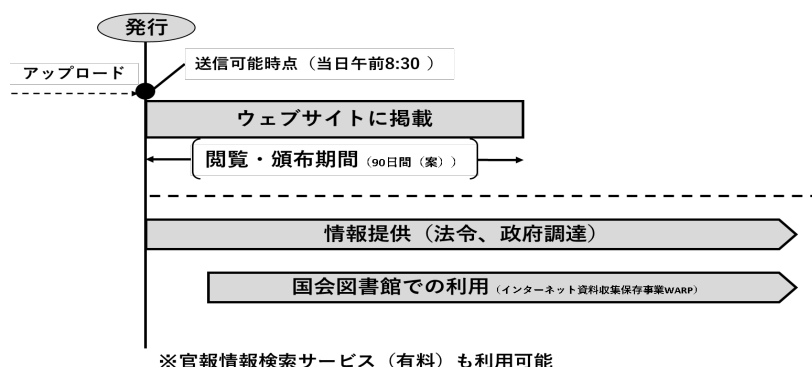 発行
アップロード
送信可能時点（当日午前8:30 ）
ウェブサイトに掲載
閲覧・頒布期間（90日間（案））
情報提供（法令、政府調達）
国会図書館での利用（インターネット資料収集保存事業WARP）
※官報情報検索サービス（有料）も利用可能